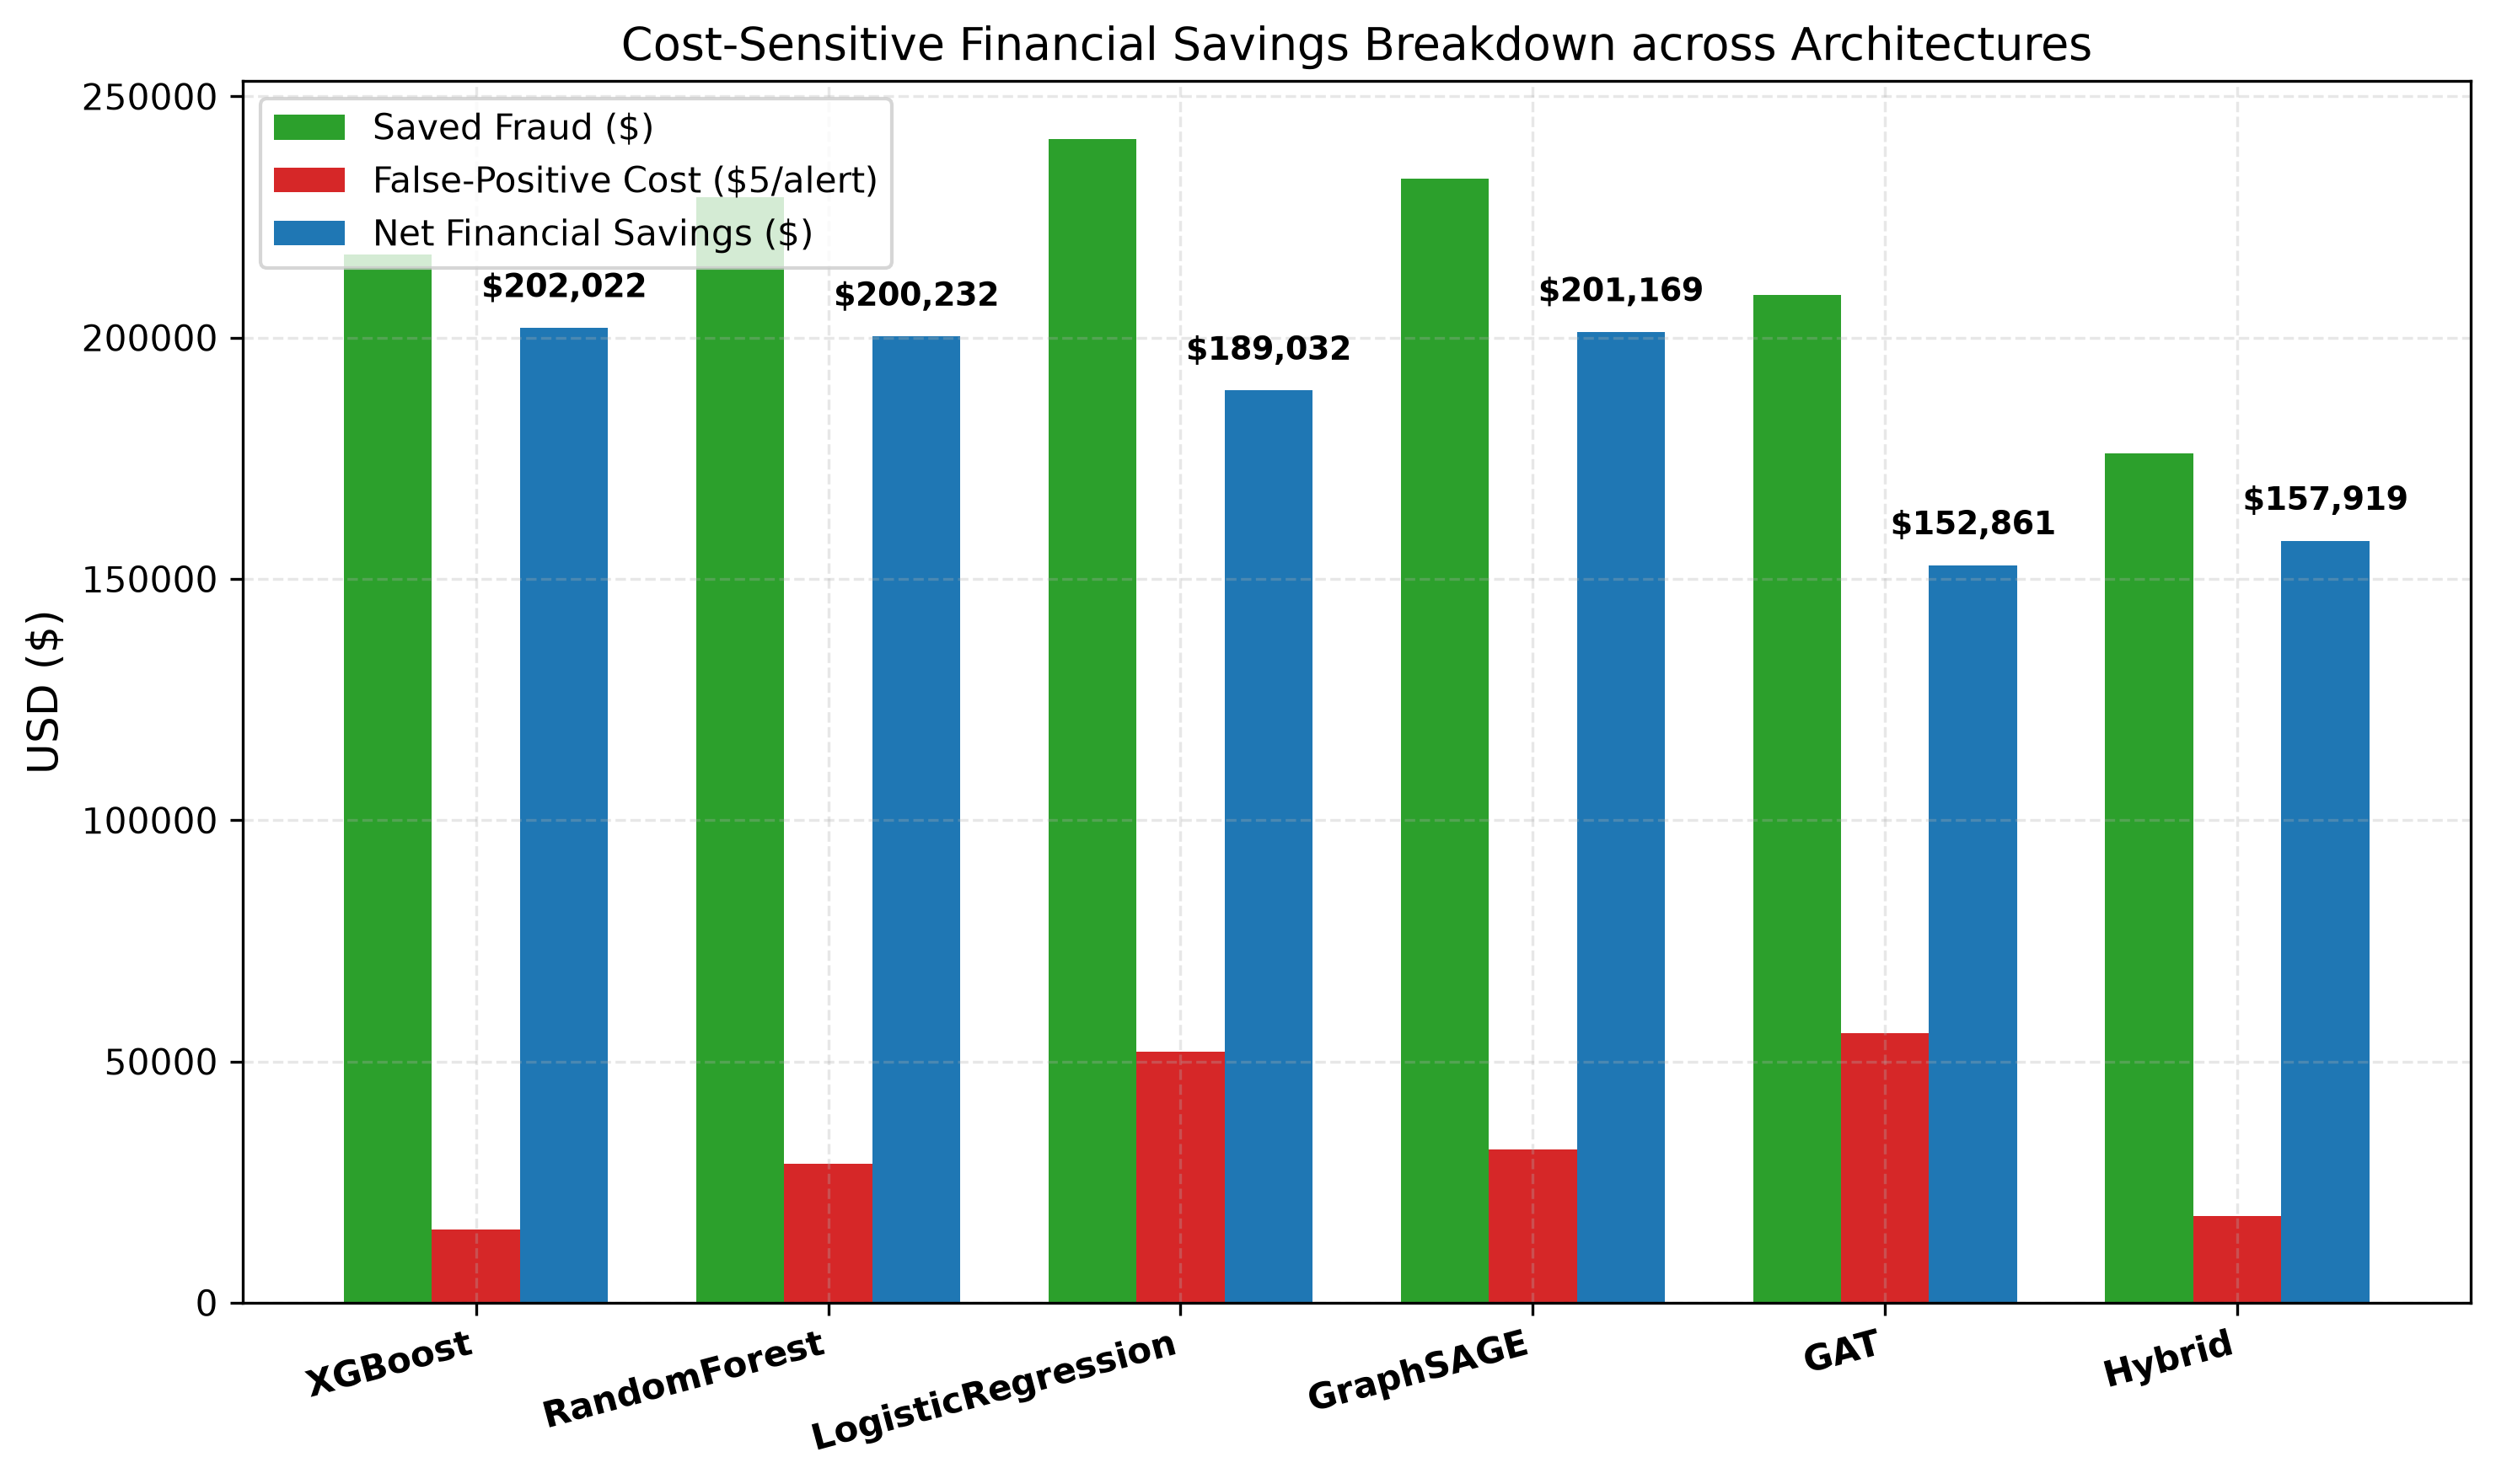 Cost-Sensitive Financial Savings Breakdown across Architectures
250000
200000
150000
100000
50000
0
USD ($)
Saved Fraud ($)
False-Positive Cost ($5/alert)
Net Financial Savings ($)
$202,022
$200,232
$189,032
$201,169
$152,861
$157,919
XGBoost
RandomForest
LogisticRegression
GraphSAGE
GAT
Hybrid